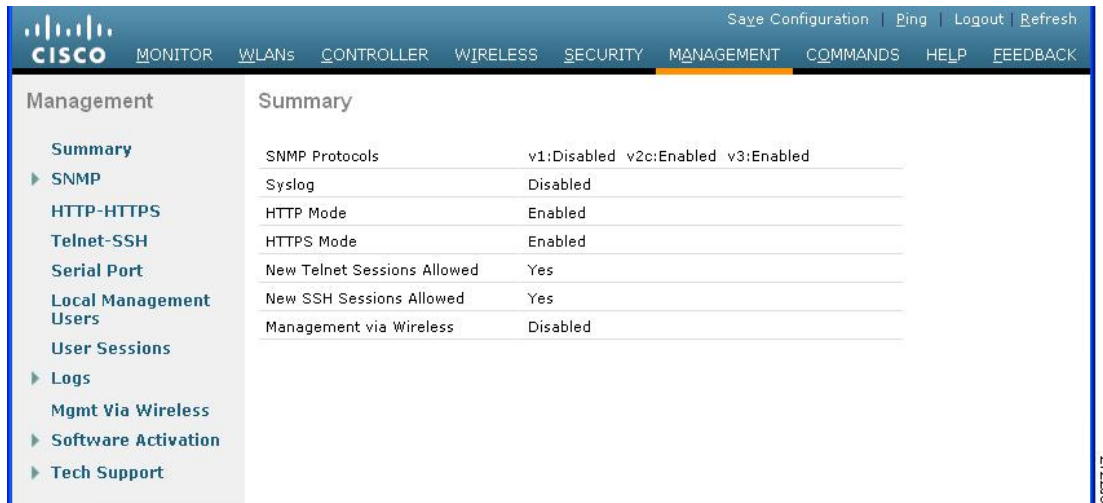 Save Configuration | Ping | Logout | Refresh
CISCO MONITOR WLANs CONTROLLER WIRELESS SECURITY MANAGEMENT COMMANDS HELP FEEDBACK
Management
Summary
SNMP
HTTP-HTTPS
Telnet-SSH
Serial Port
Local Management
Users
User Sessions
Logs
Mgmt Via Wireless
Software Activation
Tech Support
Summary
SNMP Protocols v1:Disabled v2c:Enabled v3:Enabled
Syslog Disabled
HTTP Mode Enabled
HTTPS Mode Enabled
New Telnet Sessions Allowed Yes
New SSH Sessions Allowed Yes
Management via Wireless Disabled